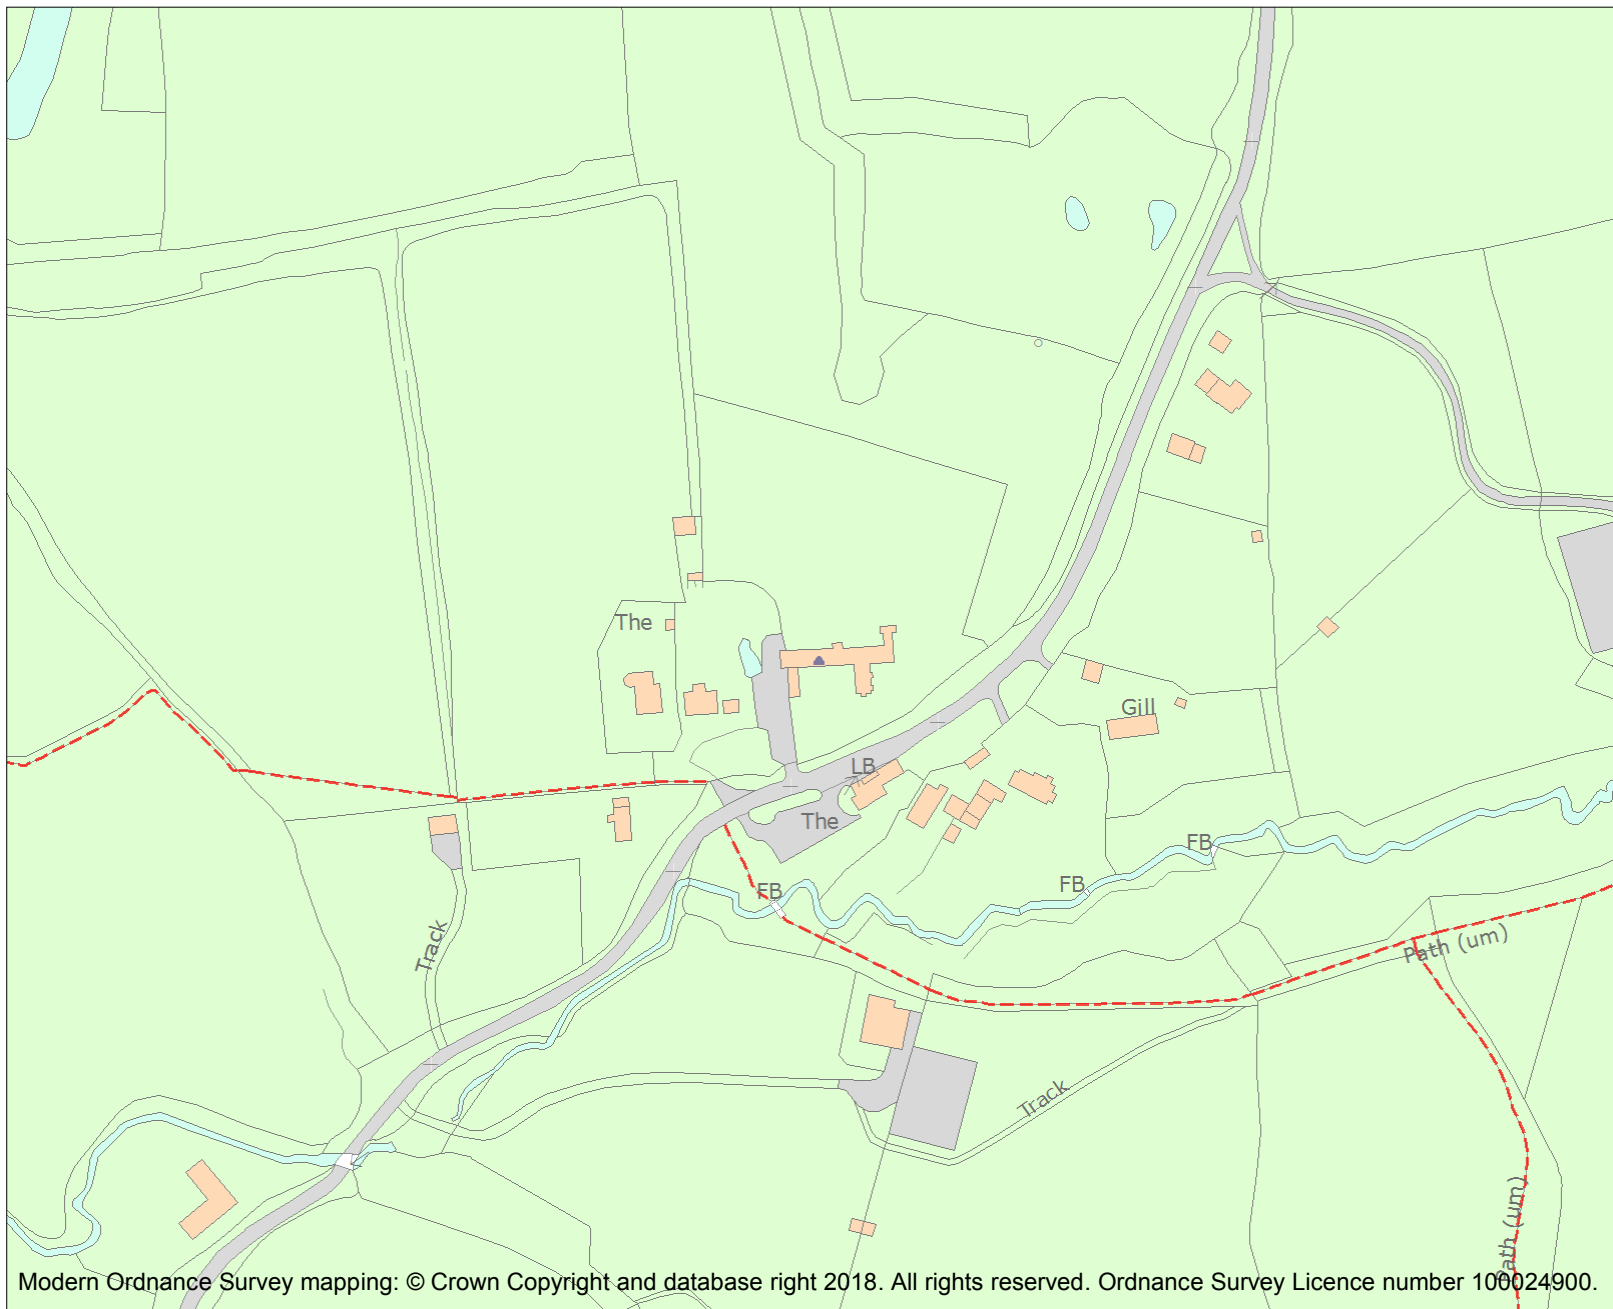 The
Gill
LB
The
FB
FB
FB
Track
Path (um)
Track
Path (um)
Modern Ordnance Survey mapping: © Crown Copyright and database right 2018. All rights reserved. Ordnance Survey Licence number 100024900.